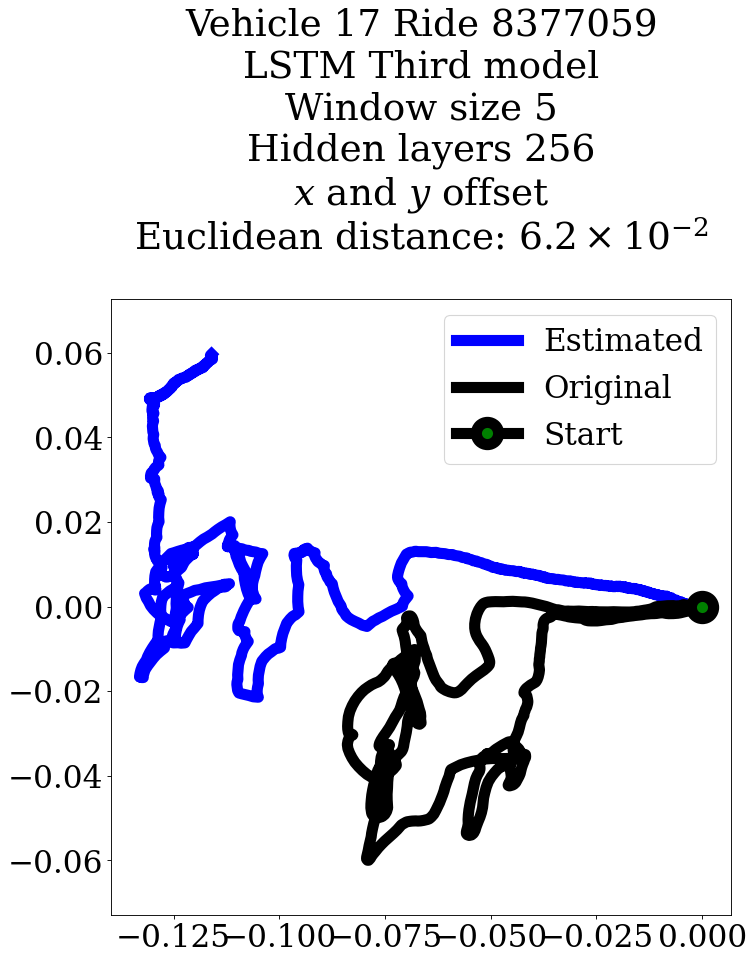 Vehicle 17 Ride 8377059
LSTM Third model
Window size 5
Hidden layers 256
x and y offset
Euclidean distance: 6.2 × 10⁻²
Estimated
Original
Start
0.06
0.04
0.02
0.00
−0.02
−0.04
−0.06
−0.125 −0.100 −0.075 −0.050 −0.025 0.000